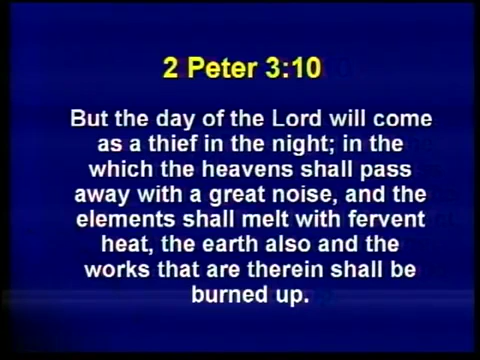 2 Peter 3:10
But the day of the Lord will come
as a thief in the night; in the
which the heavens shall pass
away with a great noise, and the
elements shall melt with fervent
heat, the earth also and the
works that are therein shall be
burned up.